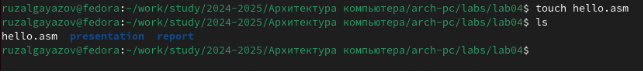 ruzalgayazov@fedora:~/work/study/2024-2025/Архитектура компьютера/arch-pc/labs/lab04$ touch hello.asm
ruzalgayazov@fedora:~/work/study/2024-2025/Архитектура компьютера/arch-pc/labs/lab04$ ls
hello.asm presentation report
ruzalgayazov@fedora:~/work/study/2024-2025/Архитектура компьютера/arch-pc/labs/lab04$